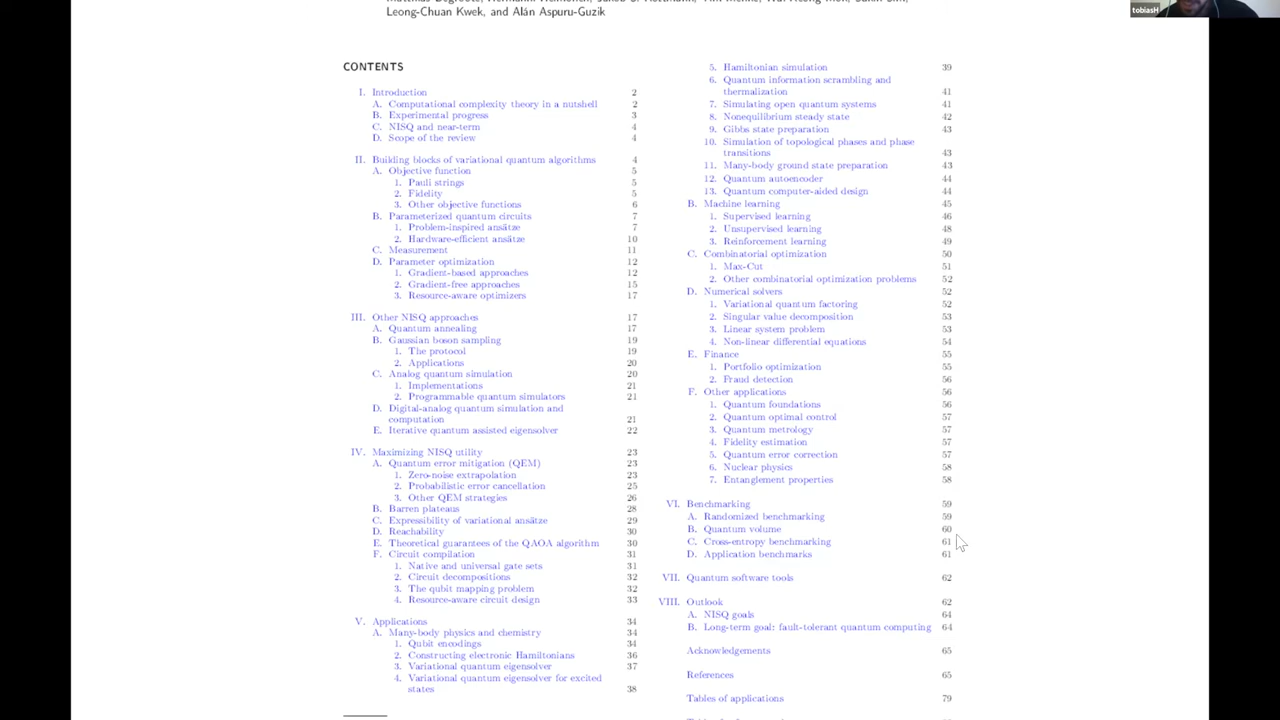 Leong-Chuan Kwek, and Alán Aspuru-Guzik
tobiasH
CONTENTS
I. Introduction 2
A. Computational complexity theory in a nutshell 2
B. Experimental progress 3
C. NISQ and near-term 4
D. Scope of the review 4
II. Building blocks of variational quantum algorithms 4
A. Objective function 5
1. Pauli strings 5
2. Fidelity 5
3. Other objective functions 6
B. Parameterized quantum circuits 7
1. Problem-inspired ansätze 7
2. Hardware-efficient ansätze 10
C. Measurement 11
D. Parameter optimization 12
1. Gradient-based approaches 12
2. Gradient-free approaches 15
3. Resource-aware optimizers 17
III. Other NISQ approaches 17
A. Quantum annealing 17
B. Gaussian boson sampling 19
1. The protocol 19
2. Applications 20
C. Analog quantum simulation 20
1. Implementations 21
2. Programmable quantum simulators 21
D. Digital-analog quantum simulation and
computation 21
E. Iterative quantum assisted eigensolver 22
IV. Maximizing NISQ utility 23
A. Quantum error mitigation (QEM) 23
1. Zero-noise extrapolation 23
2. Probabilistic error cancellation 25
3. Other QEM strategies 26
B. Barren plateaus 28
C. Expressibility of variational ansätze 29
D. Reachability 30
E. Theoretical guarantees of the QAOA algorithm 30
F. Circuit compilation 31
1. Native and universal gate sets 31
2. Circuit decompositions 32
3. The qubit mapping problem 32
4. Resource-aware circuit design 33
V. Applications 34
A. Many-body physics and chemistry 34
1. Qubit encodings 34
2. Constructing electronic Hamiltonians 36
3. Variational quantum eigensolver 37
4. Variational quantum eigensolver for excited
states 38
5. Hamiltonian simulation 39
6. Quantum information scrambling and
thermalization 41
7. Simulating open quantum systems 41
8. Nonequilibrium steady state 42
9. Gibbs state preparation 43
10. Simulation of topological phases and phase
transitions 43
11. Many-body ground state preparation 43
12. Quantum autoencoder 44
13. Quantum computer-aided design 44
B. Machine learning 45
1. Supervised learning 46
2. Unsupervised learning 48
3. Reinforcement learning 49
C. Combinatorial optimization 50
1. Max-Cut 51
2. Other combinatorial optimization problems 52
D. Numerical solvers 52
1. Variational quantum factoring 52
2. Singular value decomposition 53
3. Linear system problem 53
4. Non-linear differential equations 54
E. Finance 55
1. Portfolio optimization 55
2. Fraud detection 56
F. Other applications 56
1. Quantum foundations 56
2. Quantum optimal control 57
3. Quantum metrology 57
4. Fidelity estimation 57
5. Quantum error correction 57
6. Nuclear physics 58
7. Entanglement properties 58
VI. Benchmarking 59
A. Randomized benchmarking 59
B. Quantum volume 60
C. Cross-entropy benchmarking 61
D. Application benchmarks 61
VII. Quantum software tools 62
VIII. Outlook 62
A. NISQ goals 64
B. Long-term goal: fault-tolerant quantum computing 64
Acknowledgements 65
References 65
Tables of applications 79